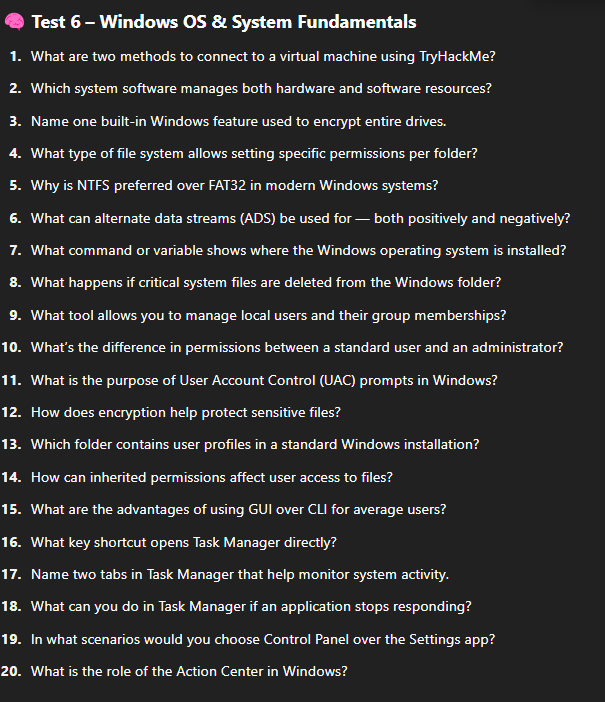 🧠 Test 6 – Windows OS & System Fundamentals
1. What are two methods to connect to a virtual machine using TryHackMe?
2. Which system software manages both hardware and software resources?
3. Name one built-in Windows feature used to encrypt entire drives.
4. What type of file system allows setting specific permissions per folder?
5. Why is NTFS preferred over FAT32 in modern Windows systems?
6. What can alternate data streams (ADS) be used for — both positively and negatively?
7. What command or variable shows where the Windows operating system is installed?
8. What happens if critical system files are deleted from the Windows folder?
9. What tool allows you to manage local users and their group memberships?
10. What's the difference in permissions between a standard user and an administrator?
11. What is the purpose of User Account Control (UAC) prompts in Windows?
12. How does encryption help protect sensitive files?
13. Which folder contains user profiles in a standard Windows installation?
14. How can inherited permissions affect user access to files?
15. What are the advantages of using GUI over CLI for average users?
16. What key shortcut opens Task Manager directly?
17. Name two tabs in Task Manager that help monitor system activity.
18. What can you do in Task Manager if an application stops responding?
19. In what scenarios would you choose Control Panel over the Settings app?
20. What is the role of the Action Center in Windows?